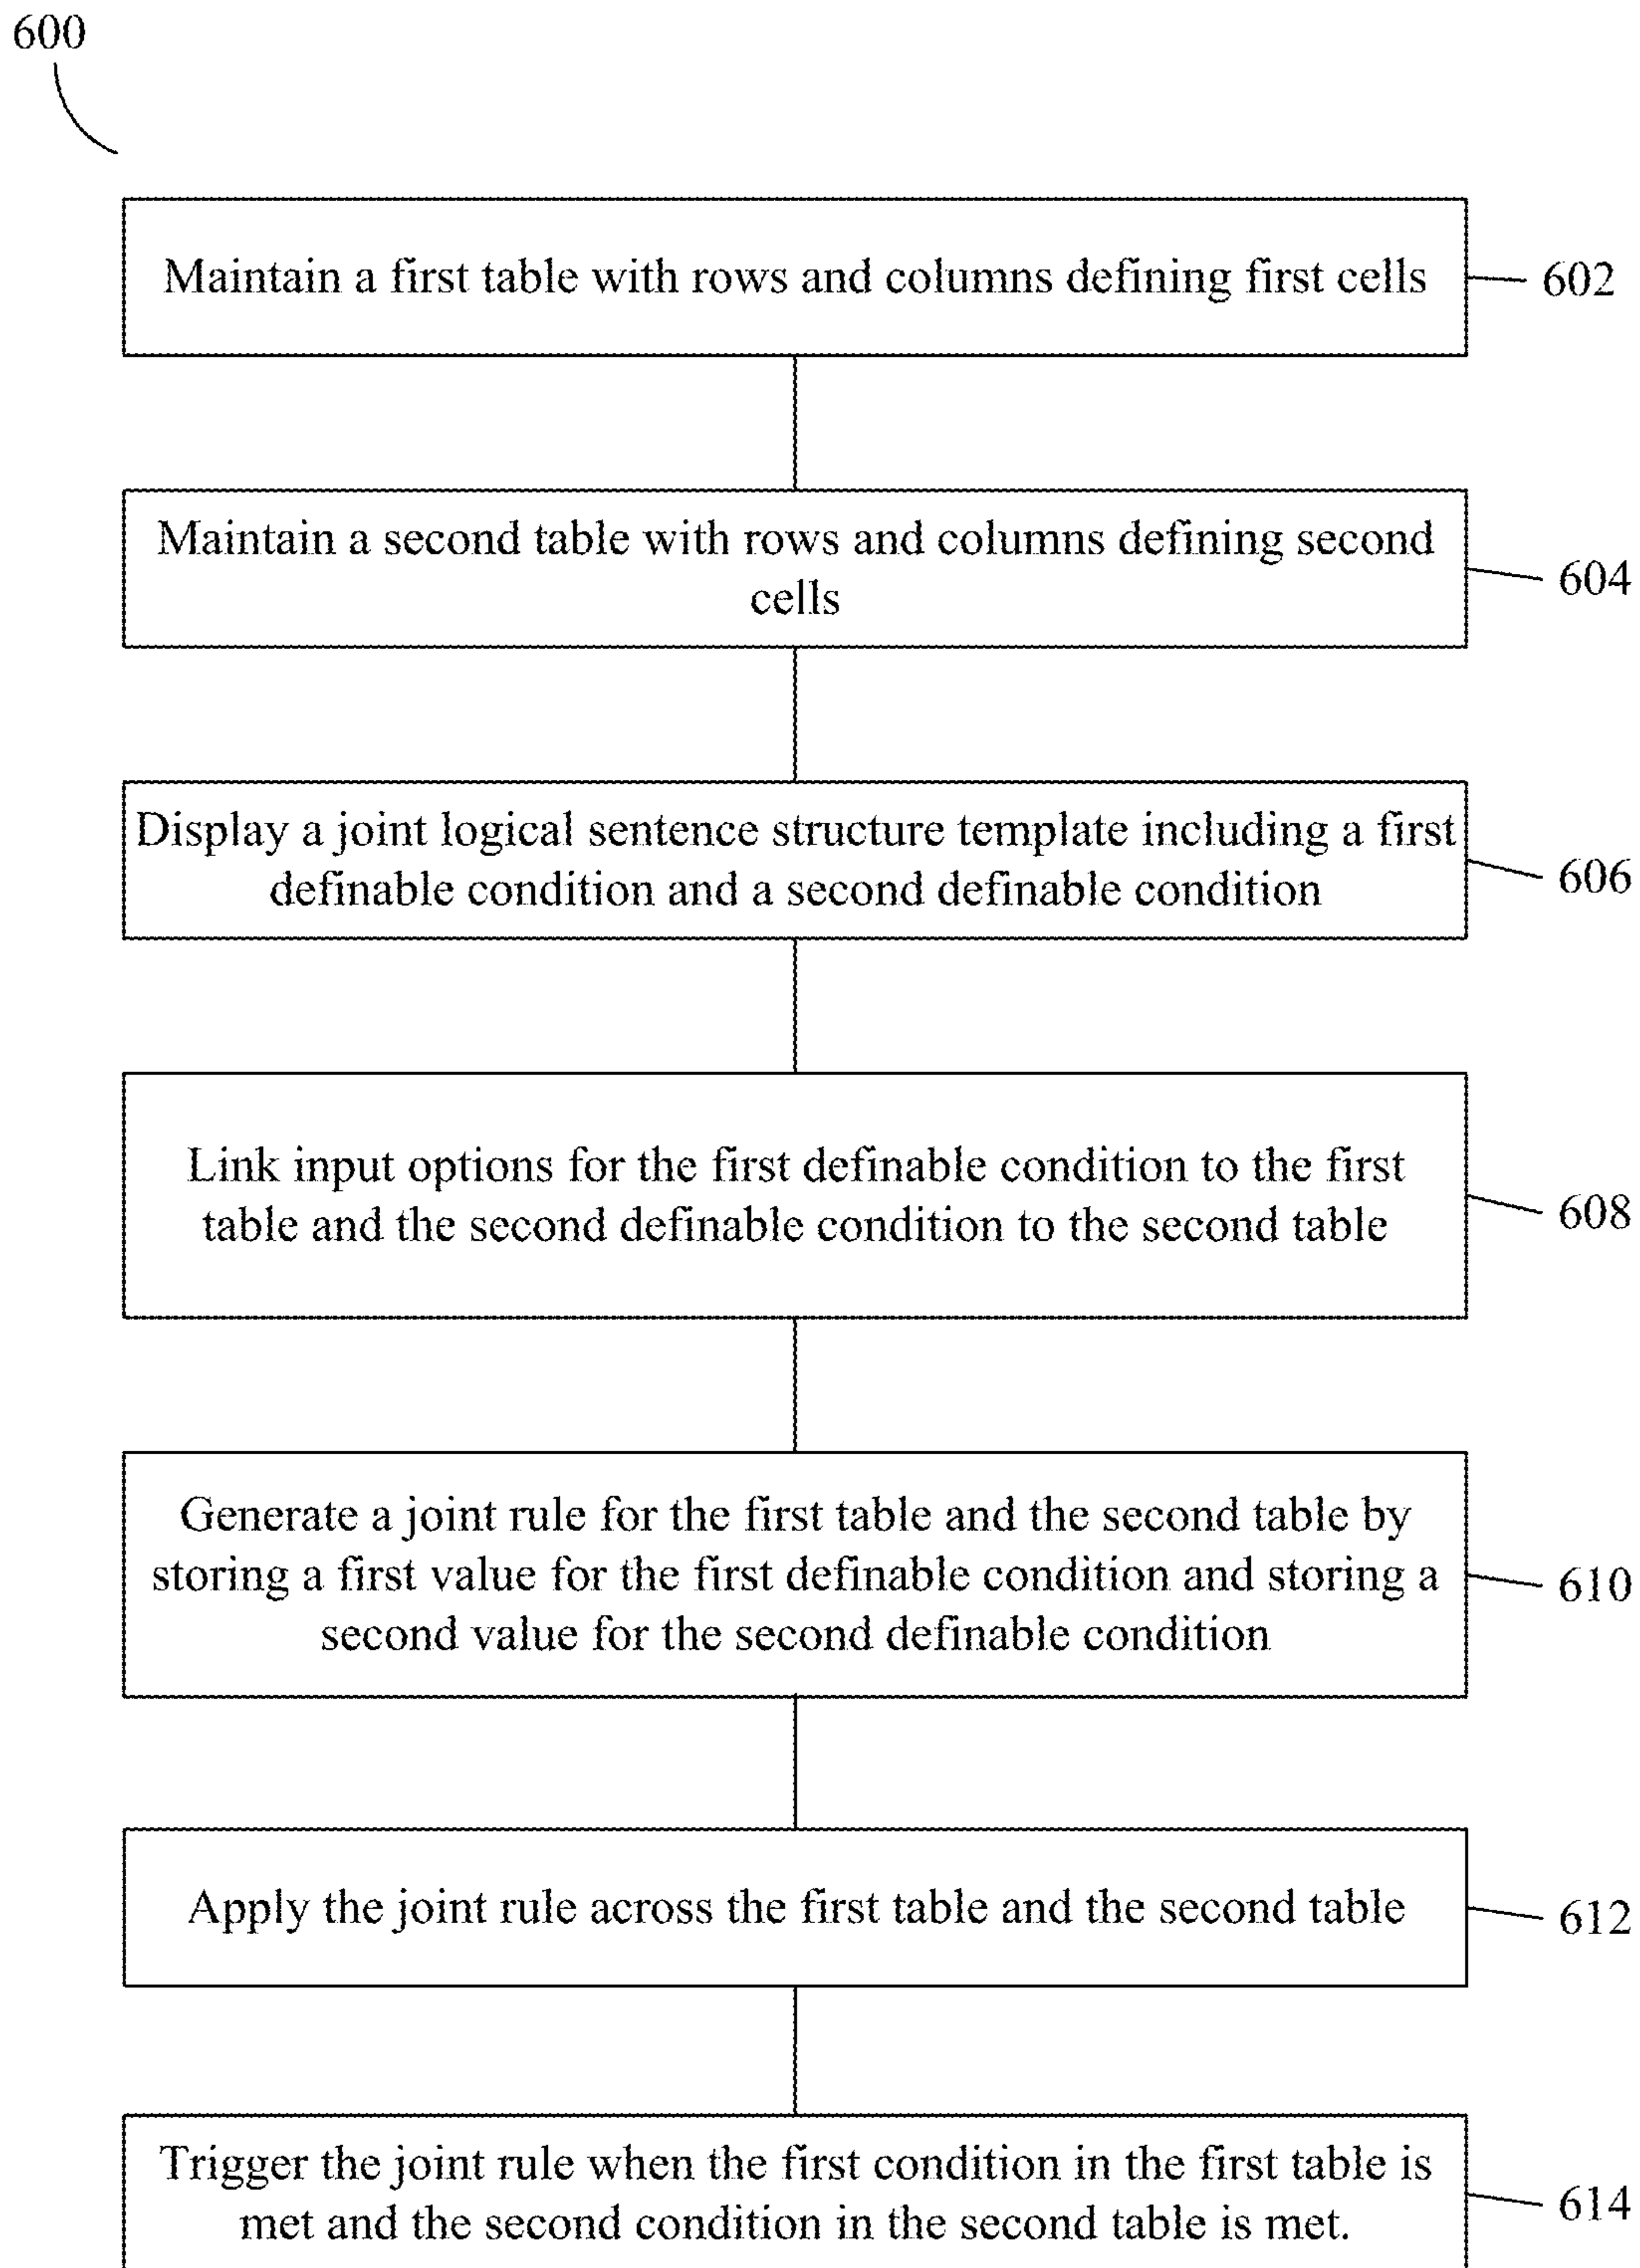 600
Maintain a first table with rows and columns defining first cells
602
Maintain a second table with rows and columns defining second
cells
604
Display a joint logical sentence structure template including a first
definable condition and a second definable condition
606
Link input options for the first definable condition to the first
table and the second definable condition to the second table
608
Generate a joint rule for the first table and the second table by
storing a first value for the first definable condition and storing a
second value for the second definable condition
610
Apply the joint rule across the first table and the second table
612
Trigger the joint rule when the first condition in the first table is
met and the second condition in the second table is met.
614